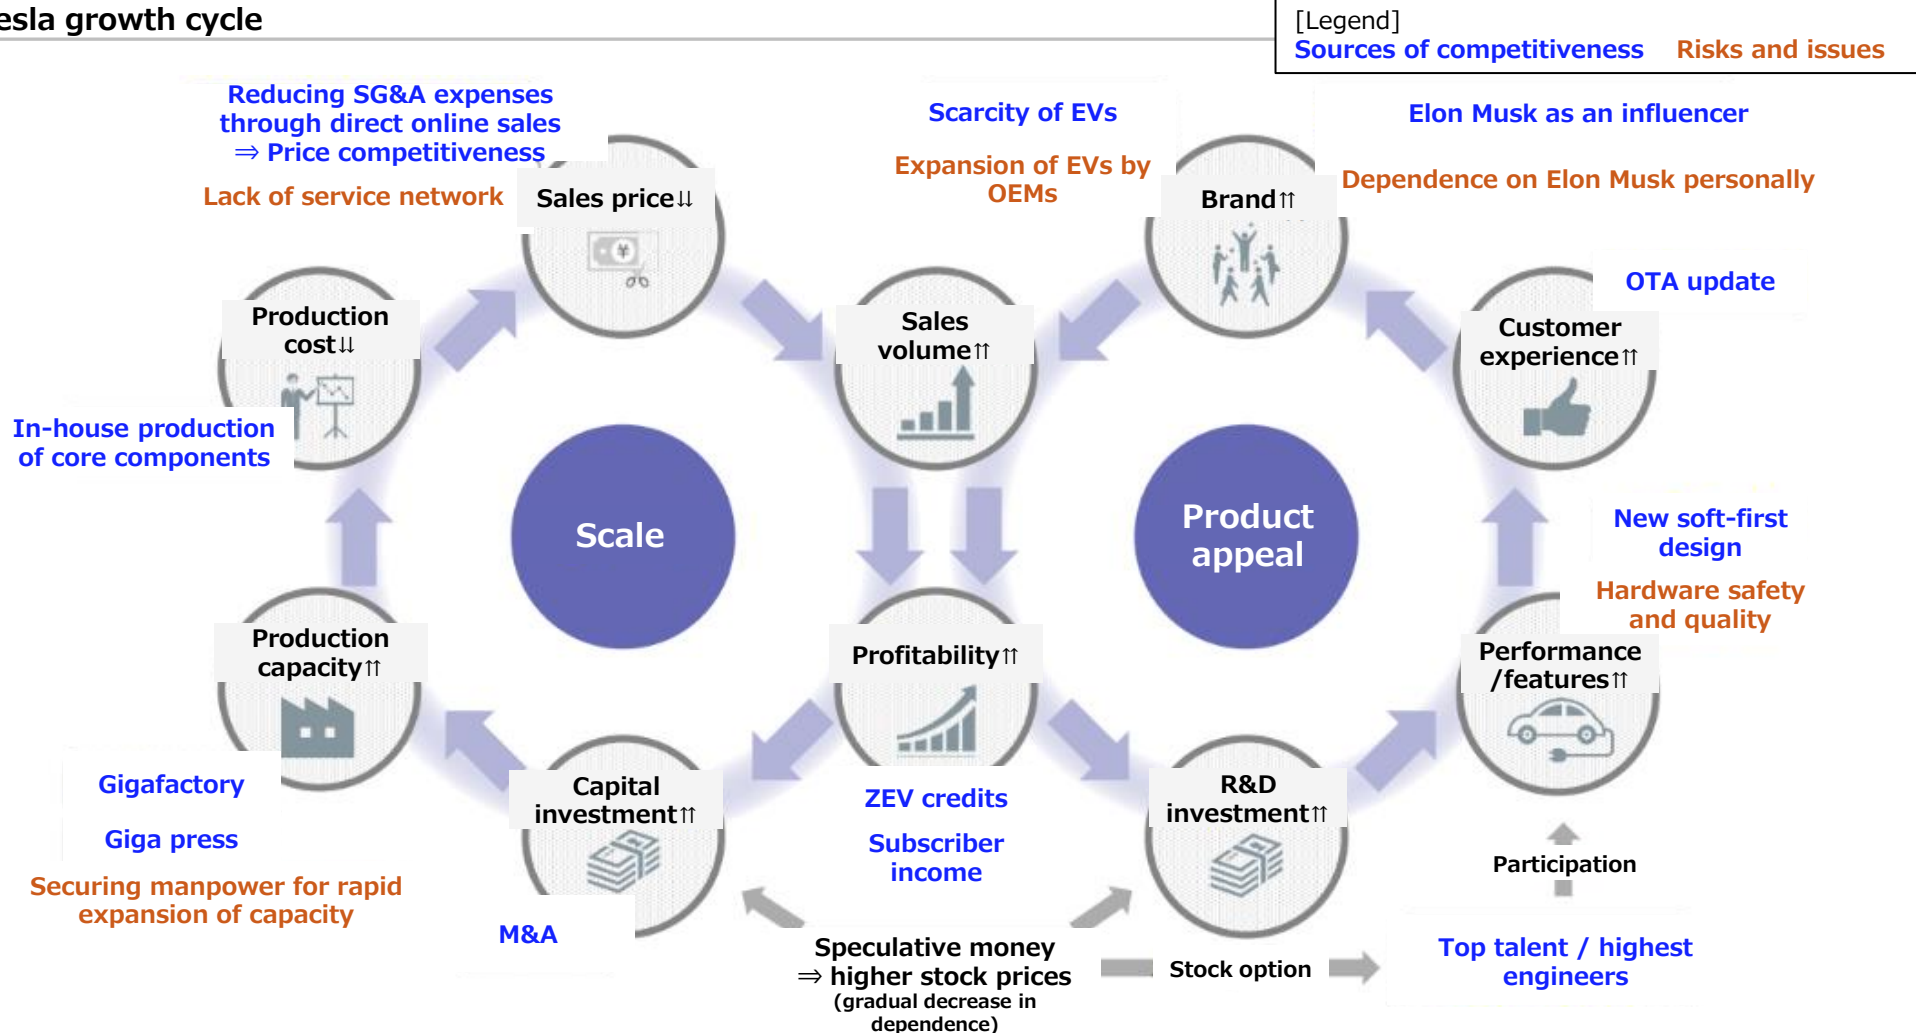 esla growth cycle
[Legend]
Sources of competitiveness Risks and issues
Reducing SG&A expenses
through direct online sales
⇒ Price competitiveness
Lack of service network
Sales price⇊
Scarcity of EVs
Expansion of EVs by
OEMs
Brand⇈
Elon Musk as an influencer
Dependence on Elon Musk personally
OTA update
Production
cost⇊
Sales
volume⇈
Customer
experience⇈
In-house production
of core components
Scale
Product
appeal
New soft-first
design
Hardware safety
and quality
Production
capacity⇈
Profitability⇈
Performance
/features⇈
Gigafactory
Giga press
Securing manpower for rapid
expansion of capacity
Capital
investment⇈
M&A
ZEV credits
Subscriber
income
R&D
investment⇈
Participation
Speculative money
⇒ higher stock prices
(gradual decrease in
dependence)
Stock option
Top talent / highest
engineers
¥